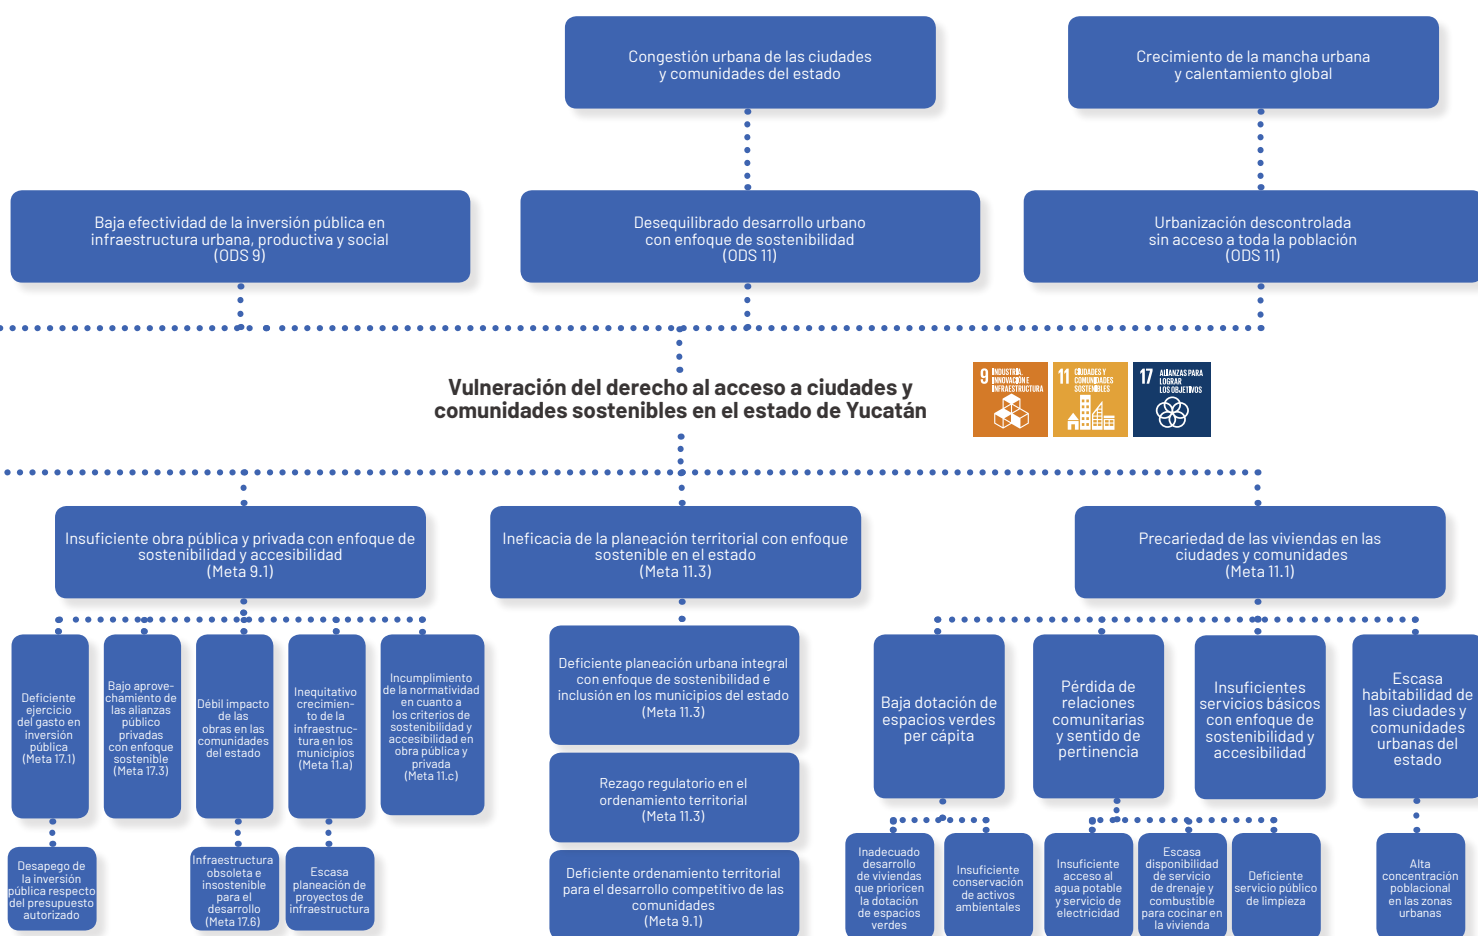 Congestión urbana de las ciudades
y comunidades del estado
Crecimiento de la mancha urbana
y calentamiento global
Baja efectividad de la inversión pública en
infraestructura urbana, productiva y social
(ODS 9)
Desequilibrado desarrollo urbano
con enfoque de sostenibilidad
(ODS 11)
Urbanización descontrolada
sin acceso a toda la población
(ODS 11)
Vulneración del derecho al acceso a ciudades y
comunidades sostenibles en el estado de Yucatán
9 INDUSTRIA,
INNOVACIÓN E
INFRAESTRUCTURA
11 CIUDADES Y
COMUNIDADES
SOSTENIBLES
17 ALIANZAS PARA
LOGRAR
LOS OBJETIVOS
Insuficiente obra pública y privada con enfoque de
sostenibilidad y accesibilidad
(Meta 9.1)
Ineficacia de la planeación territorial con enfoque
sostenible en el estado
(Meta 11.3)
Precariedad de las viviendas en las
ciudades y comunidades
(Meta 11.1)
Deficiente
ejercicio
del gasto en
inversión
pública
(Meta 17.1)
Bajo aprove-
chamiento de
las alianzas
público
privadas
con enfoque
sostenible
(Meta 17.3)
Débil impacto
de las
obras en las
comunidades
del estado
Inequitativo
crecimien-
to de la
infraestruc-
tura en los
municipios
(Meta 11.a)
Incumplimiento
de la normatividad
en cuanto a
los criterios de
sostenibilidad y
accesibilidad en
obra pública y
privada
(Meta 11.c)
Deficiente planeación urbana integral
con enfoque de sostenibilidad e
inclusión en los municipios del estado
(Meta 11.3)
Rezago regulatorio en el
ordenamiento territorial
(Meta 11.3)
Deficiente ordenamiento territorial
para el desarrollo competitivo de las
comunidades
(Meta 9.1)
Baja dotación de
espacios verdes
per cápita
Pérdida de
relaciones
comunitarias
y sentido de
pertinencia
Insuficientes
servicios básicos
con enfoque de
sostenibilidad y
accesibilidad
Escasa
habitabilidad de
las ciudades y
comunidades
urbanas del
estado
Desapego de
la inversión
pública respecto
del presupuesto
autorizado
Infraestructura
obsoleta e
insostenible
para el
desarrollo
(Meta 17.6)
Escasa
planeación de
proyectos de
infraestructura
Inadecuado
desarrollo
de viviendas
que prioricen
la dotación
de espacios
verdes
Insuficiente
conservación
de activos
ambientales
Insuficiente
acceso al
agua potable
y servicio de
electricidad
Escasa
disponibilidad
de servicio
de drenaje y
combustible
para cocinar en
la vivienda
Deficiente
servicio público
de limpieza
Alta
concentración
poblacional
en las zonas
urbanas